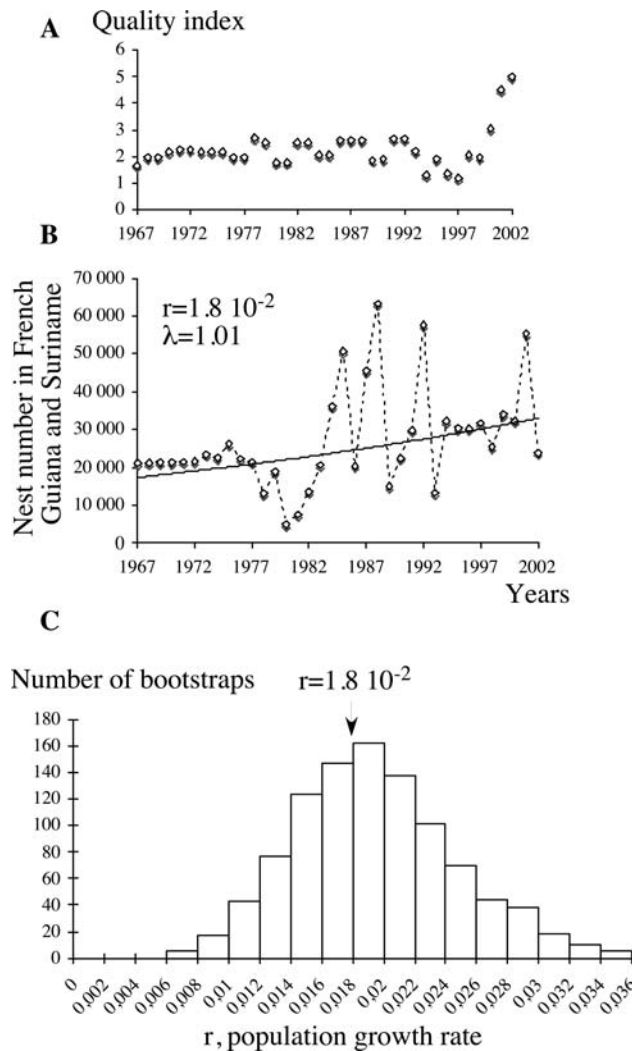 A
Quality index
6
5
4
3
2
1
0
1967 1972 1977 1982 1987 1992 1997 2002
B
Nest number in French
Guiana and Suriname
70 000
60 000
50 000
40 000
30 000
20 000
10 000
0
r=1.8 10-2
λ=1.01
1967 1972 1977 1982 1987 1992 1997 2002
Years
C
Number of bootstraps
r=1.8 10-2
180
160
140
120
100
80
60
40
20
0
0 0,002 0,004 0,006 0,008 0,01 0,012 0,014 0,016 0,018 0,02 0,022 0,024 0,026 0,028 0,03 0,032 0,034 0,036
r, population growth rate